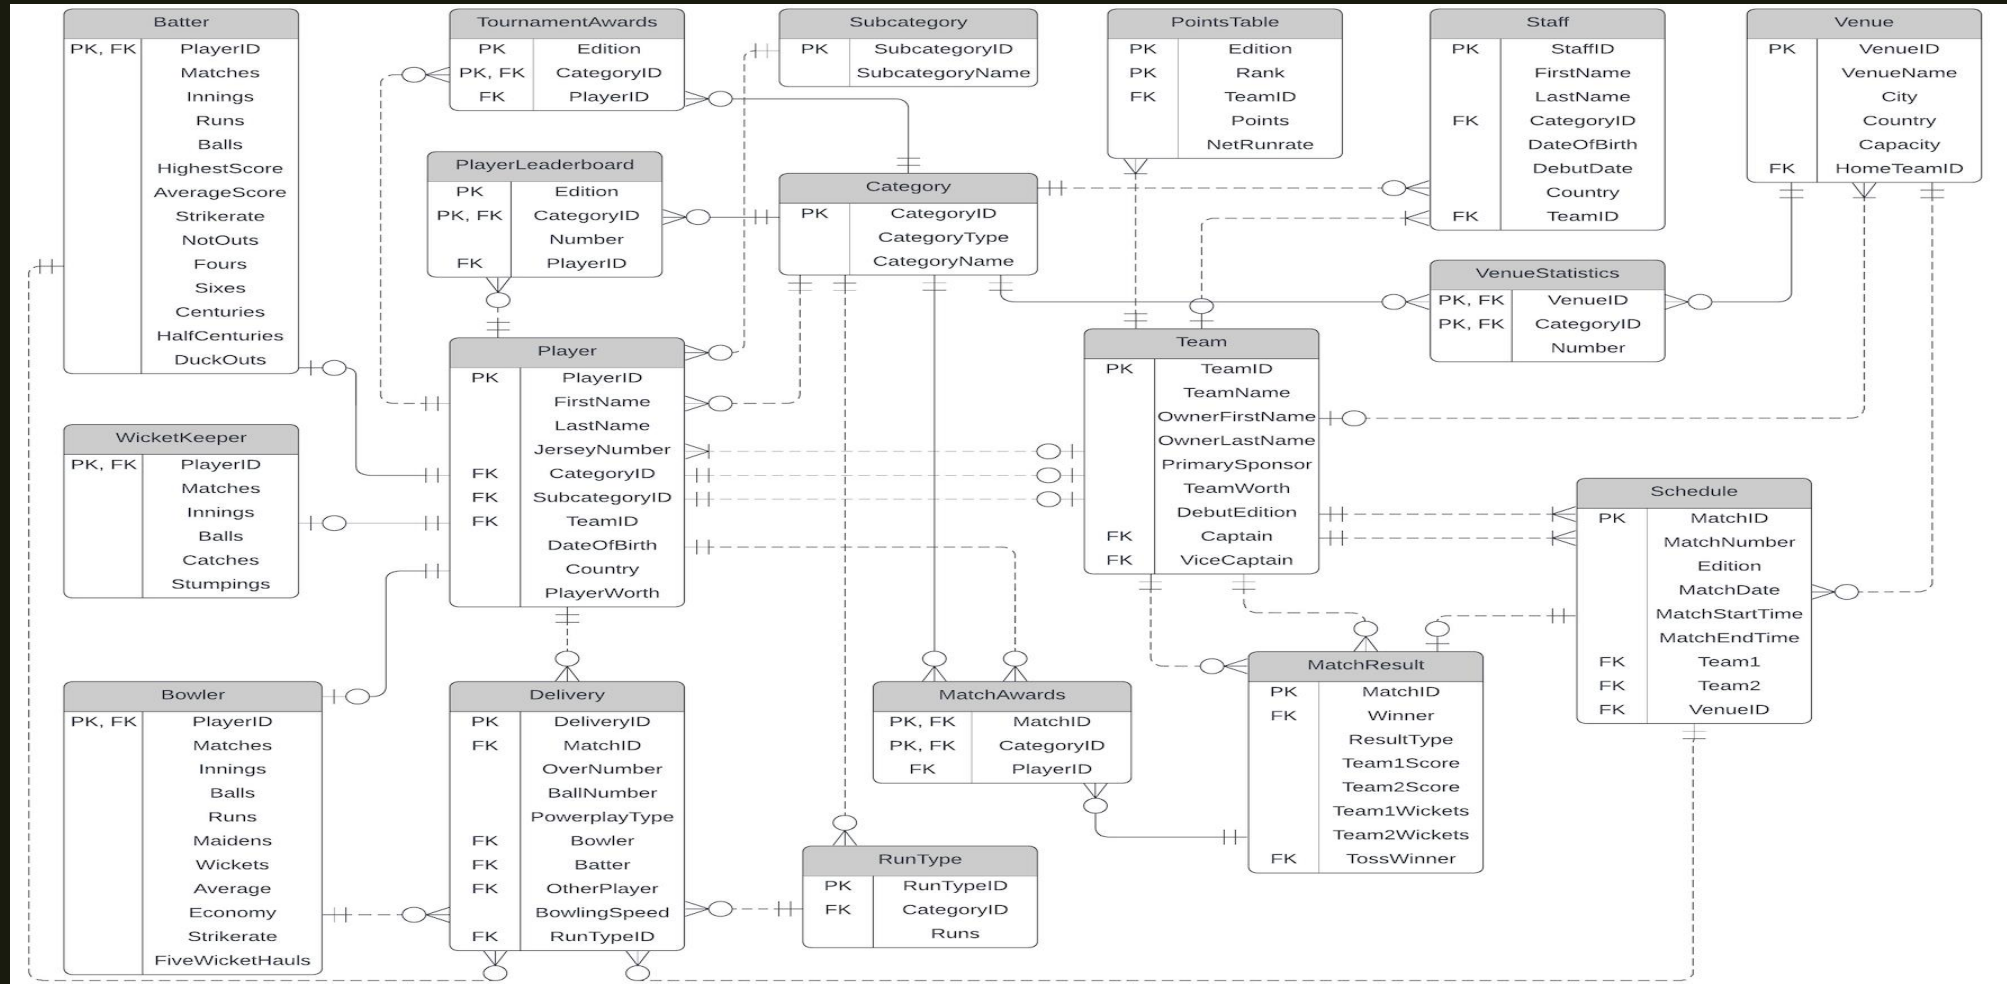 Batter
PK, FK PlayerID
Matches
Innings
Runs
Balls
HighestScore
AverageScore
Strikerate
NotOuts
Fours
Sixes
Centuries
HalfCenturies
DuckOuts
TournamentAwards
PK Edition
PK, FK CategoryID
FK PlayerID
Subcategory
PK SubcategoryID
SubcategoryName
PointsTable
PK Edition
PK Rank
FK TeamID
Points
NetRunrate
Staff
PK StaffID
FirstName
LastName
FK CategoryID
DateOfBirth
DebutDate
Country
FK TeamID
Venue
PK VenueID
VenueName
City
Country
Capacity
FK HomeTeamID
PlayerLeaderboard
PK Edition
PK, FK CategoryID
Number
FK PlayerID
Category
PK CategoryID
CategoryType
CategoryName
VenueStatistics
PK, FK VenueID
PK, FK CategoryID
Number
Player
PK PlayerID
FirstName
LastName
JerseyNumber
FK CategoryID
FK SubcategoryID
FK TeamID
DateOfBirth
Country
PlayerWorth
Team
PK TeamID
TeamName
OwnerFirstName
OwnerLastName
PrimarySponsor
TeamWorth
DebutEdition
FK Captain
FK ViceCaptain
WicketKeeper
PK, FK PlayerID
Matches
Innings
Balls
Catches
Stumpings
Schedule
PK MatchID
MatchNumber
Edition
MatchDate
MatchStartTime
MatchEndTime
FK Team1
FK Team2
FK VenueID
Bowler
PK, FK PlayerID
Matches
Innings
Balls
Runs
Maidens
Wickets
Average
Economy
Strikerate
FiveWicketHauls
Delivery
PK DeliveryID
FK MatchID
OverNumber
BallNumber
PowerplayType
FK Bowler
FK Batter
FK OtherPlayer
BowlingSpeed
FK RunTypeID
MatchAwards
PK, FK MatchID
PK, FK CategoryID
FK PlayerID
MatchResult
PK MatchID
FK Winner
ResultType
Team1Score
Team2Score
Team1Wickets
Team2Wickets
FK TossWinner
RunType
PK RunTypeID
FK CategoryID
Runs